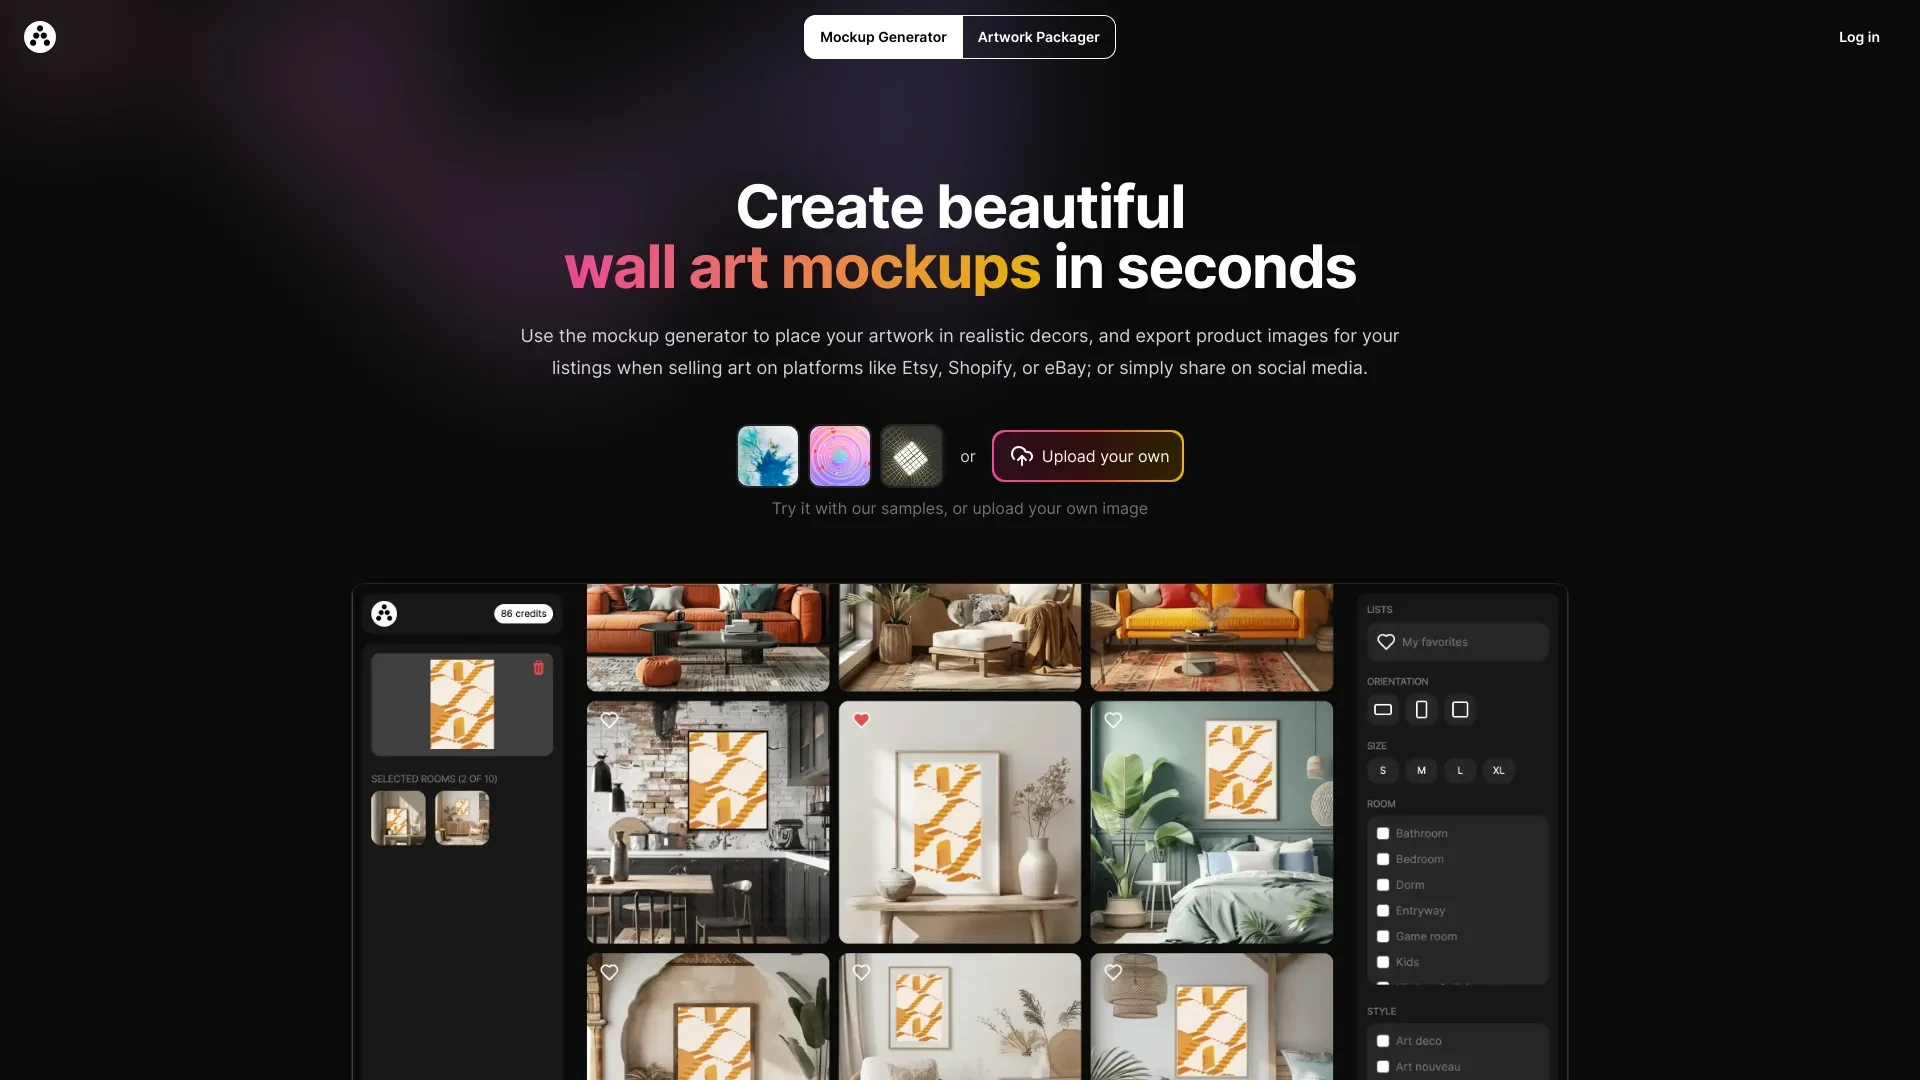 Mockup Generator
Artwork Packager
Log in
Create beautiful
wall art mockups in seconds
Use the mockup generator to place your artwork in realistic decors, and export product images for your
listings when selling art on platforms like Etsy, Shopify, or eBay; or simply share on social media.
or
Upload your own
Try it with our samples, or upload your own image
86 credits
SELECTED ROOMS (2 OF 10)
LISTS
My favorites
ORIENTATION
SIZE
S M L XL
ROOM
Bathroom
Bedroom
Dorm
Entryway
Game room
Kids
STYLE
Art deco
Art nouveau